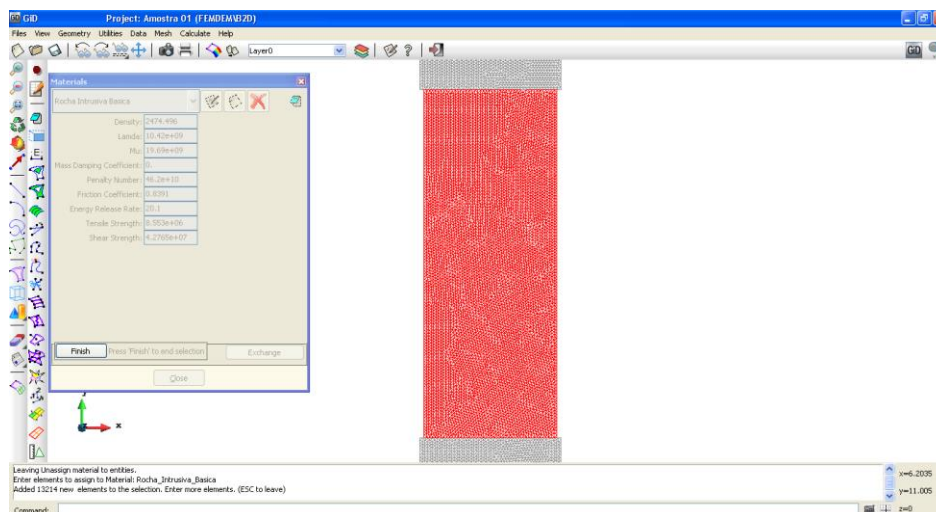 GiD Project: Amostra 01 (FEMDEM\B2D)
Files View Geometry Utilities Data Mesh Calculate Help
Layer0
GiD
Materials
Rocha Intrusiva Basica
Density: 2474.496
Lamda: 10.42e+09
Mu: 19.69e+09
Mass Damping Coefficient: 0.
Penalty Number: 46.2e+10
Friction Coefficient: 0.8391
Energy Release Rate: 20.1
Tensile Strength: 8.553e+06
Shear Strength: 4.2765e+07
Finish Press 'Finish' to end selection Exchange
Close
x
Leaving Unassign material to entities.
Enter elements to assign to Material: Rocha_Intrusiva_Basica
Added 13214 new elements to the selection. Enter more elements. (ESC to leave)
Command:
x=6.2035
y=11.005
z=0